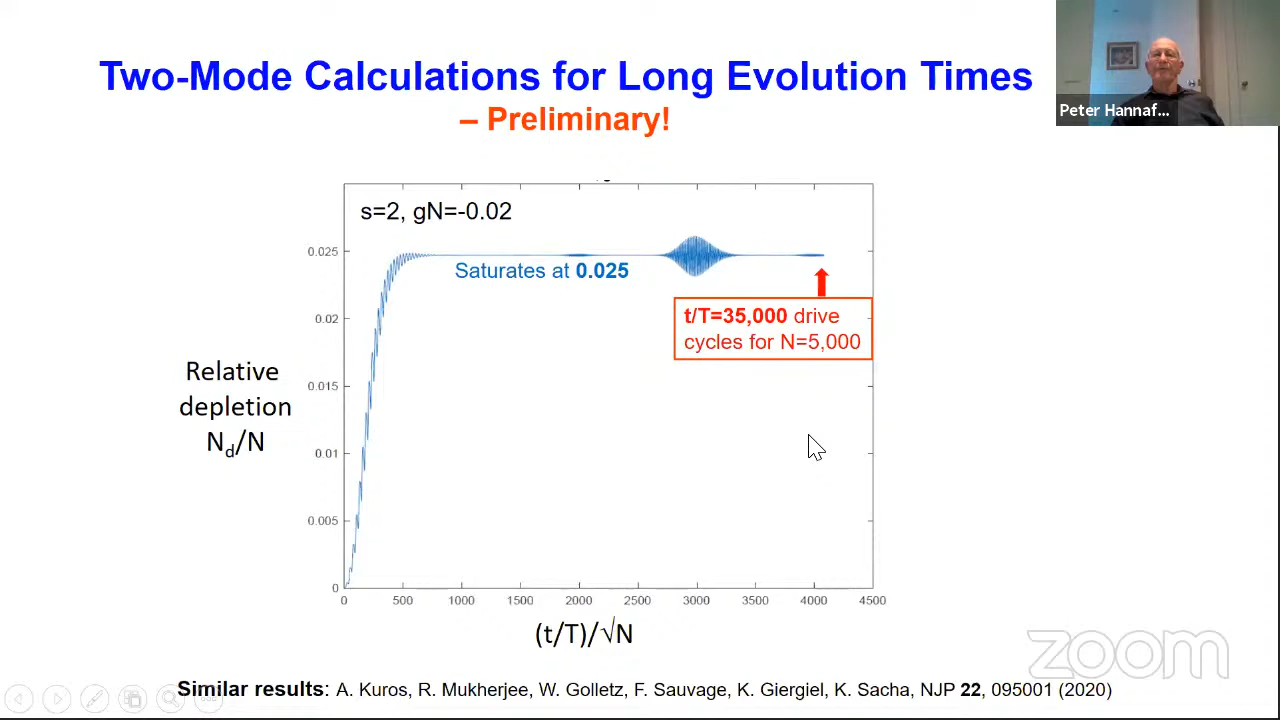 Two-Mode Calculations for Long Evolution Times
– Preliminary!
Peter Hannaf...
s=2, gN=-0.02
Saturates at 0.025
t/T=35,000 drive
cycles for N=5,000
Relative
depletion
N_d/N
0.025
0.02
0.015
0.01
0.005
0
0 500 1000 1500 2000 2500 3000 3500 4000 4500
(t/T)/√N
zoom
Similar results: A. Kuros, R. Mukherjee, W. Golletz, F. Sauvage, K. Giergiel, K. Sacha, NJP 22, 095001 (2020)